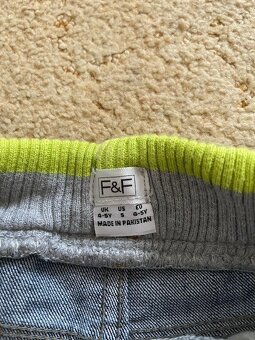 F&F
UK US EU
4-5Y 5 4-5Y
MADE IN PAKISTAN